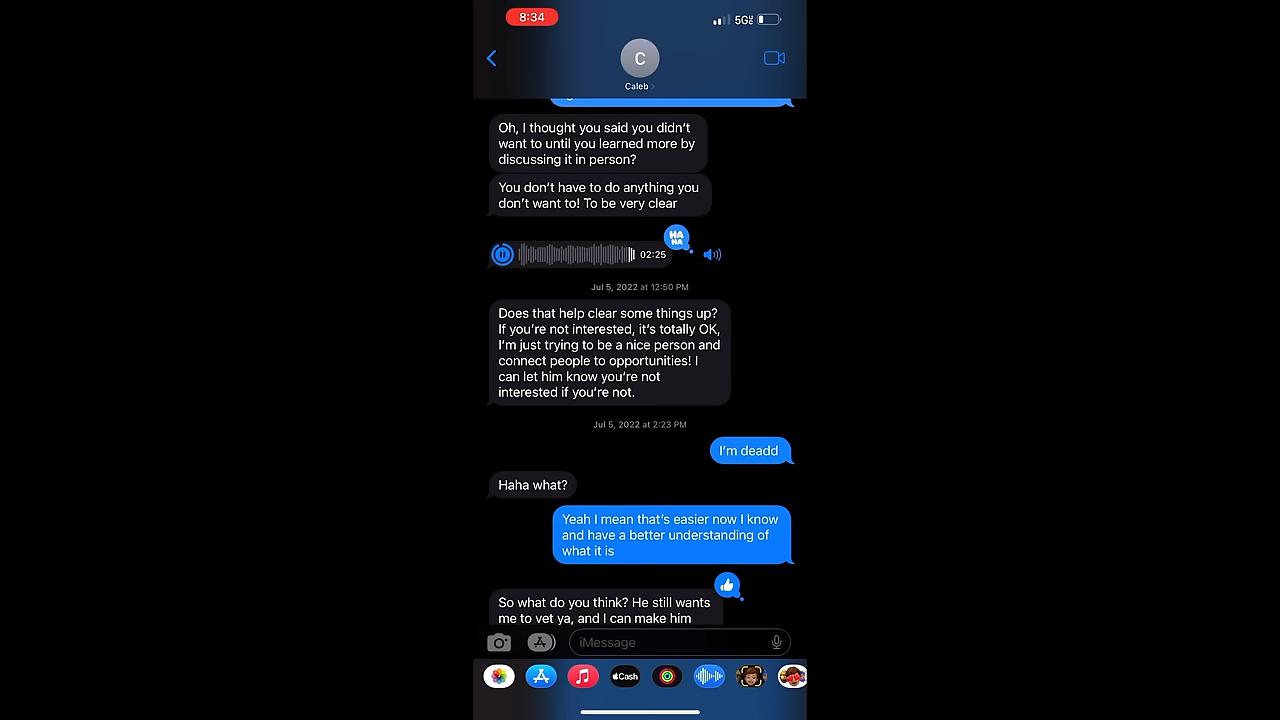 8:34
5G
C
Caleb
Oh, I thought you said you didn't
want to until you learned more by
discussing it in person?
You don't have to do anything you
don't want to! To be very clear
HA
HA
02:25
Jul 5, 2022 at 12:50 PM
Does that help clear some things up?
If you're not interested, it's totally OK,
I'm just trying to be a nice person and
connect people to opportunities! I
can let him know you're not
interested if you're not.
Jul 5, 2022 at 2:23 PM
I'm deadd
Haha what?
Yeah I mean that's easier now I know
and have a better understanding of
what it is
So what do you think? He still wants
me to vet ya, and I can make him
iMessage
Cash